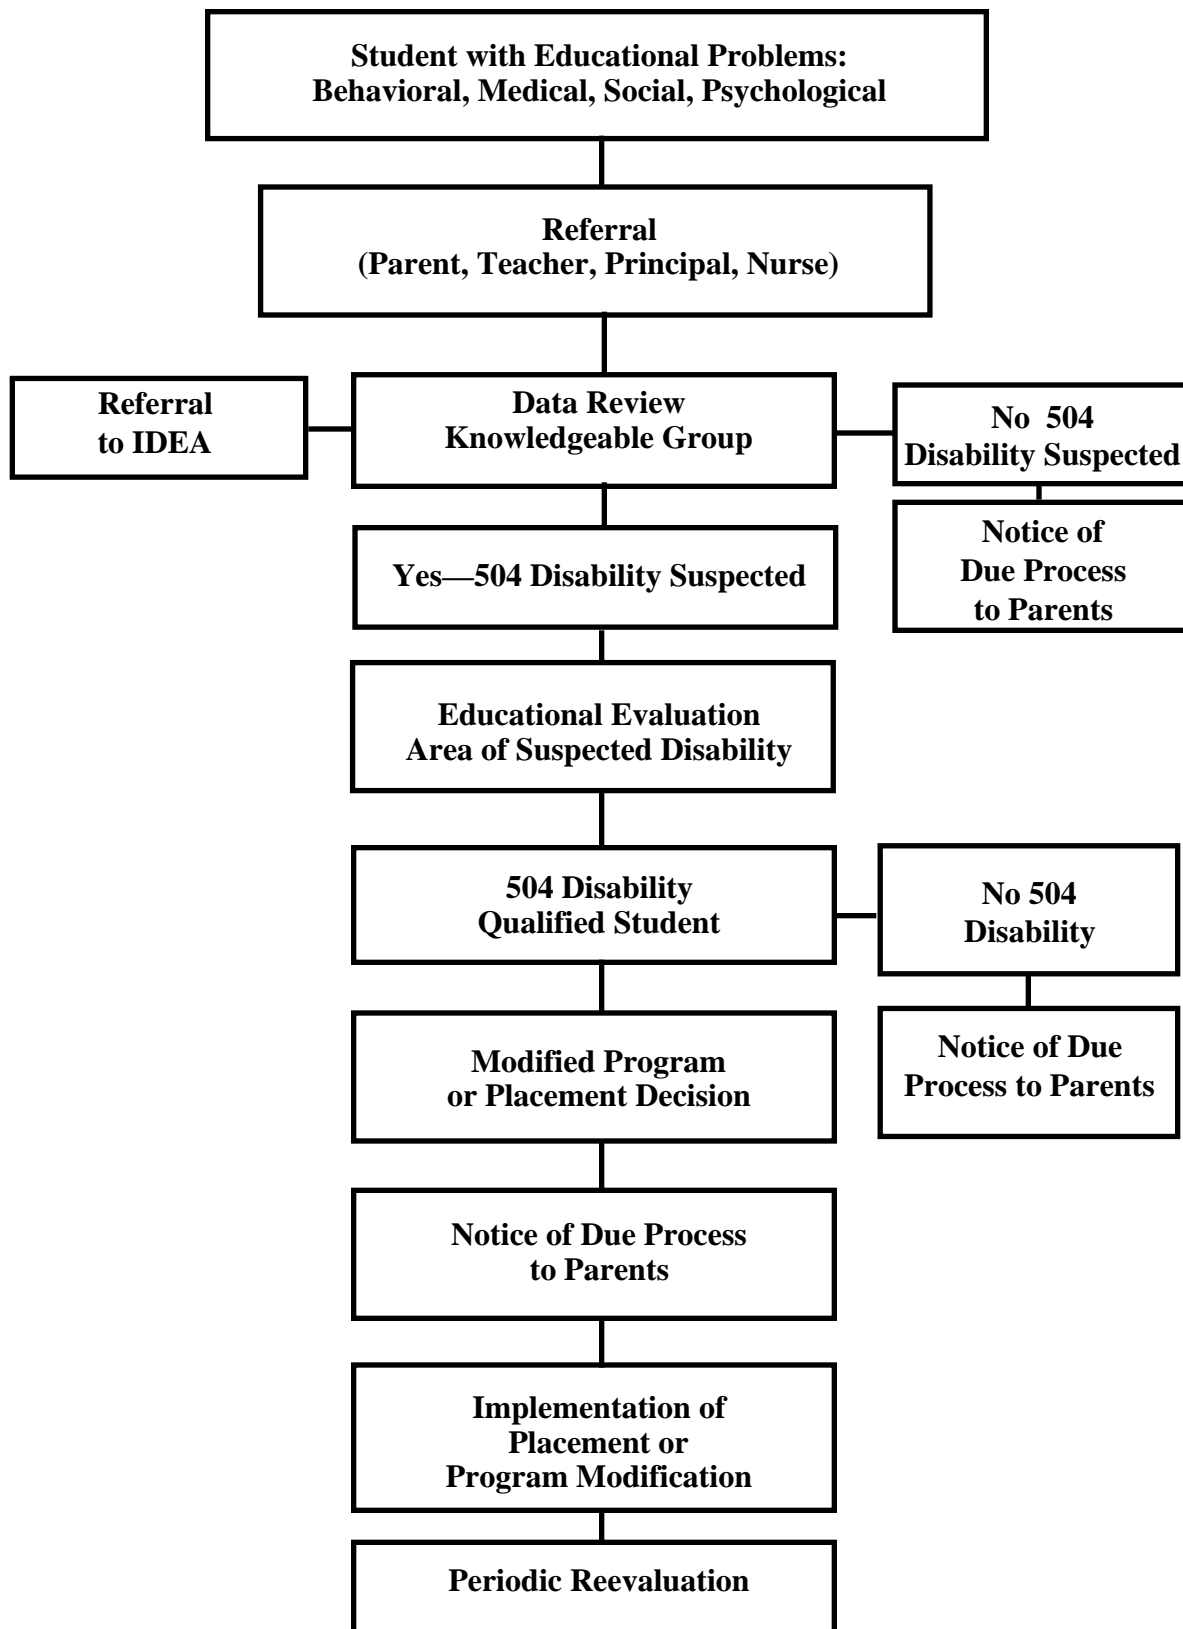 Student with Educational Problems:
Behavioral, Medical, Social, Psychological
Referral
(Parent, Teacher, Principal, Nurse)
Referral
to IDEA
Data Review
Knowledgeable Group
No 504
Disability Suspected
Notice of
Due Process
to Parents
Yes—504 Disability Suspected
Educational Evaluation
Area of Suspected Disability
504 Disability
Qualified Student
No 504
Disability
Notice of Due
Process to Parents
Modified Program
or Placement Decision
Notice of Due Process
to Parents
Implementation of
Placement or
Program Modification
Periodic Reevaluation